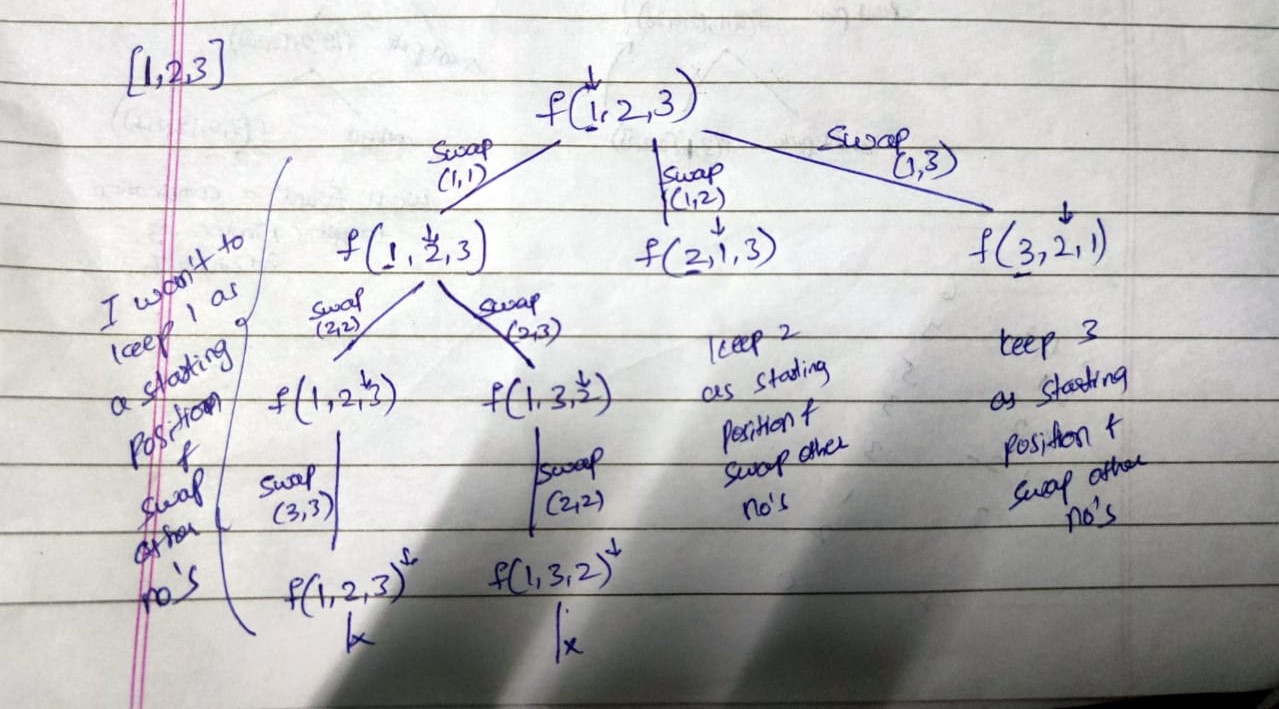 [1,2,3]
f(1,2,3)
swap
(1,1)
swap
(1,2)
swap
(1,3)
f(1,2,3)
f(2,1,3)
f(3,2,1)
I won't to
keep 1 as
a starting
position
f
swap
other
no's
swap
(2,2)
swap
(2,3)
f(1,2,3)
f(1,3,2)
swap
(3,3)
swap
(2,2)
f(1,2,3)
f(1,3,2)
x
x
keep 2
as starting
position f
swap other
no's
keep 3
as starting
position f
swap other
no's